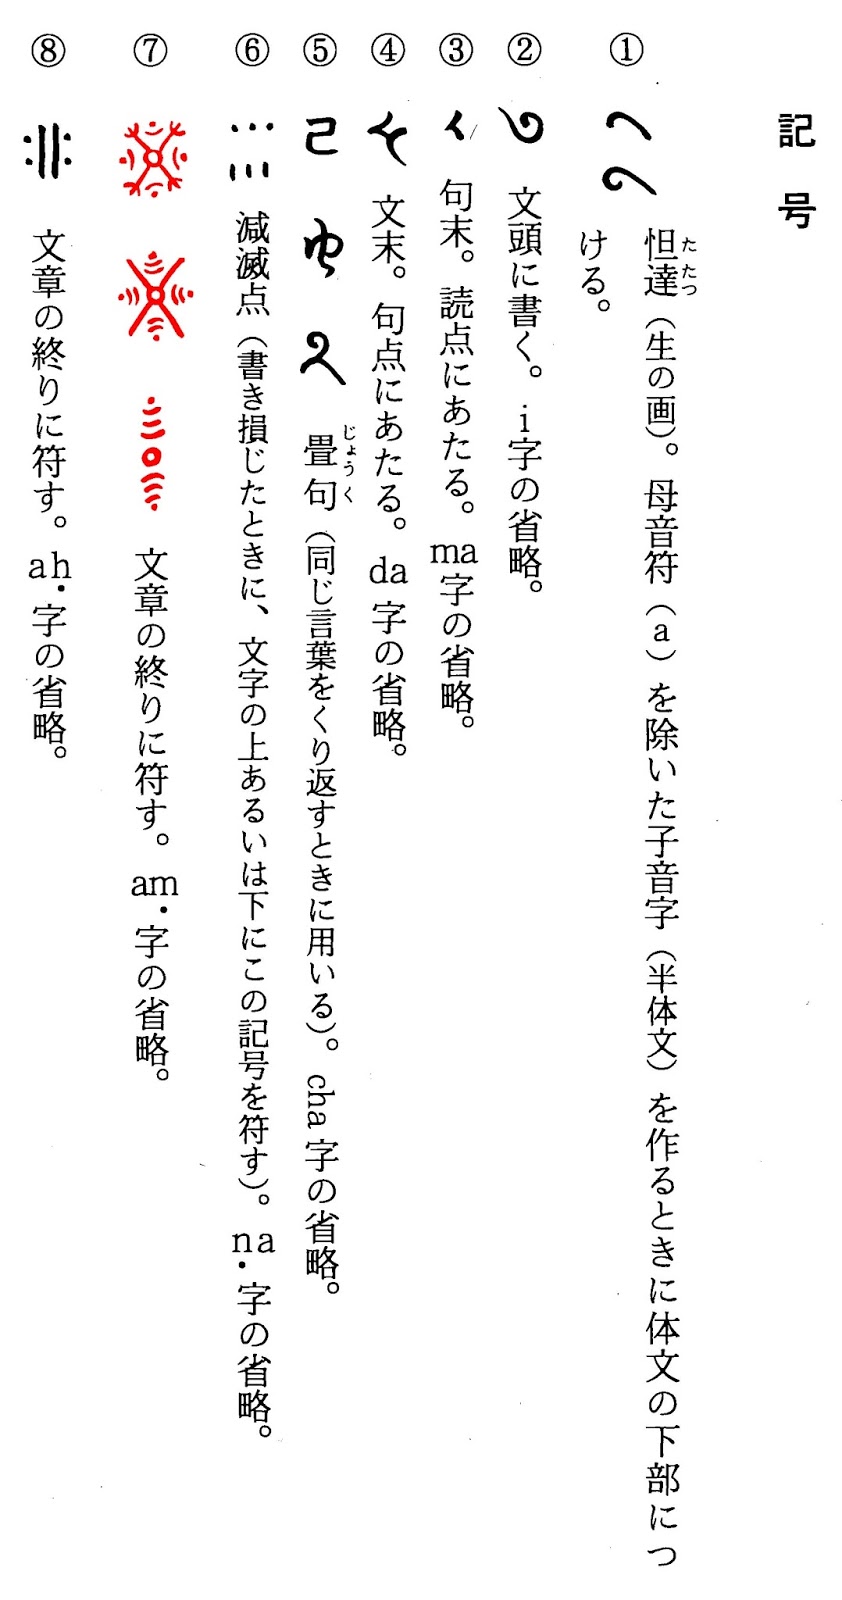 記号
① 怛達（生の画）。母音符（a）を除いた子音字（半体文）を作るときに体文の下部につ
ける。
② 文頭に書く。i字の省略。
③ 句末。読点にあたる。ma字の省略。
④ 文末。句点にあたる。da字の省略。
⑤ 畳句（同じ言葉をくり返すときに用いる）。cha字の省略。
⑥ 減滅点（書き損じたときに、文字の上あるいは下にこの記号を符す）。ṇa字の省略。
⑦ 文章の終りに符す。aṃ字の省略。
⑧ 文章の終りに符す。aḥ字の省略。